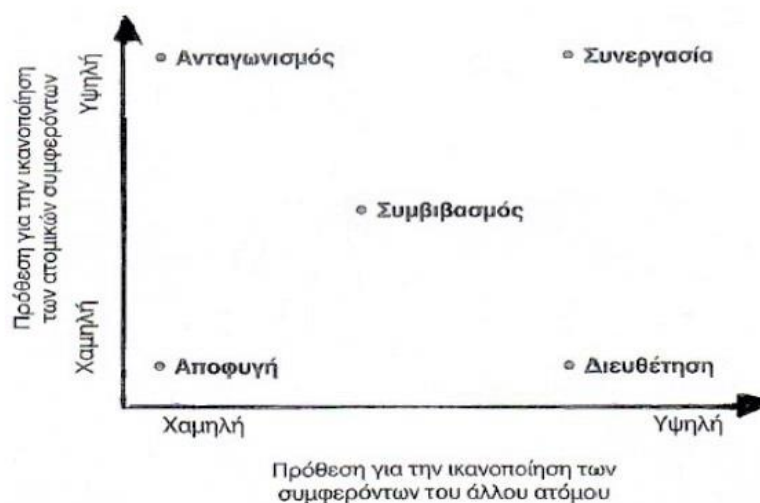 Πρόθεση για την ικανοποίηση
των ατομικών συμφερόντων
Υψηλή
Χαμηλή
Ανταγωνισμός
Συνεργασία
Συμβιβασμός
Αποφυγή
Διευθέτηση
Χαμηλή
Υψηλή
Πρόθεση για την ικανοποίηση των
συμφερόντων του άλλου ατόμου